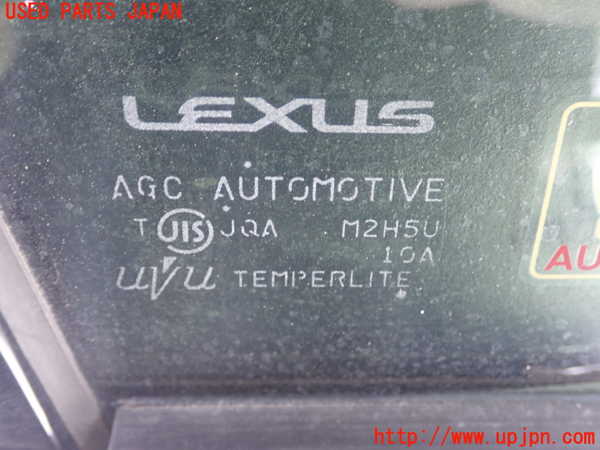 USED PARTS JAPAN
LEXUS
AGC AUTOMOTIVE
T JIS JQA M2H5U
10A
uvu TEMPERLITE
AU
http://www.upjpn.com/